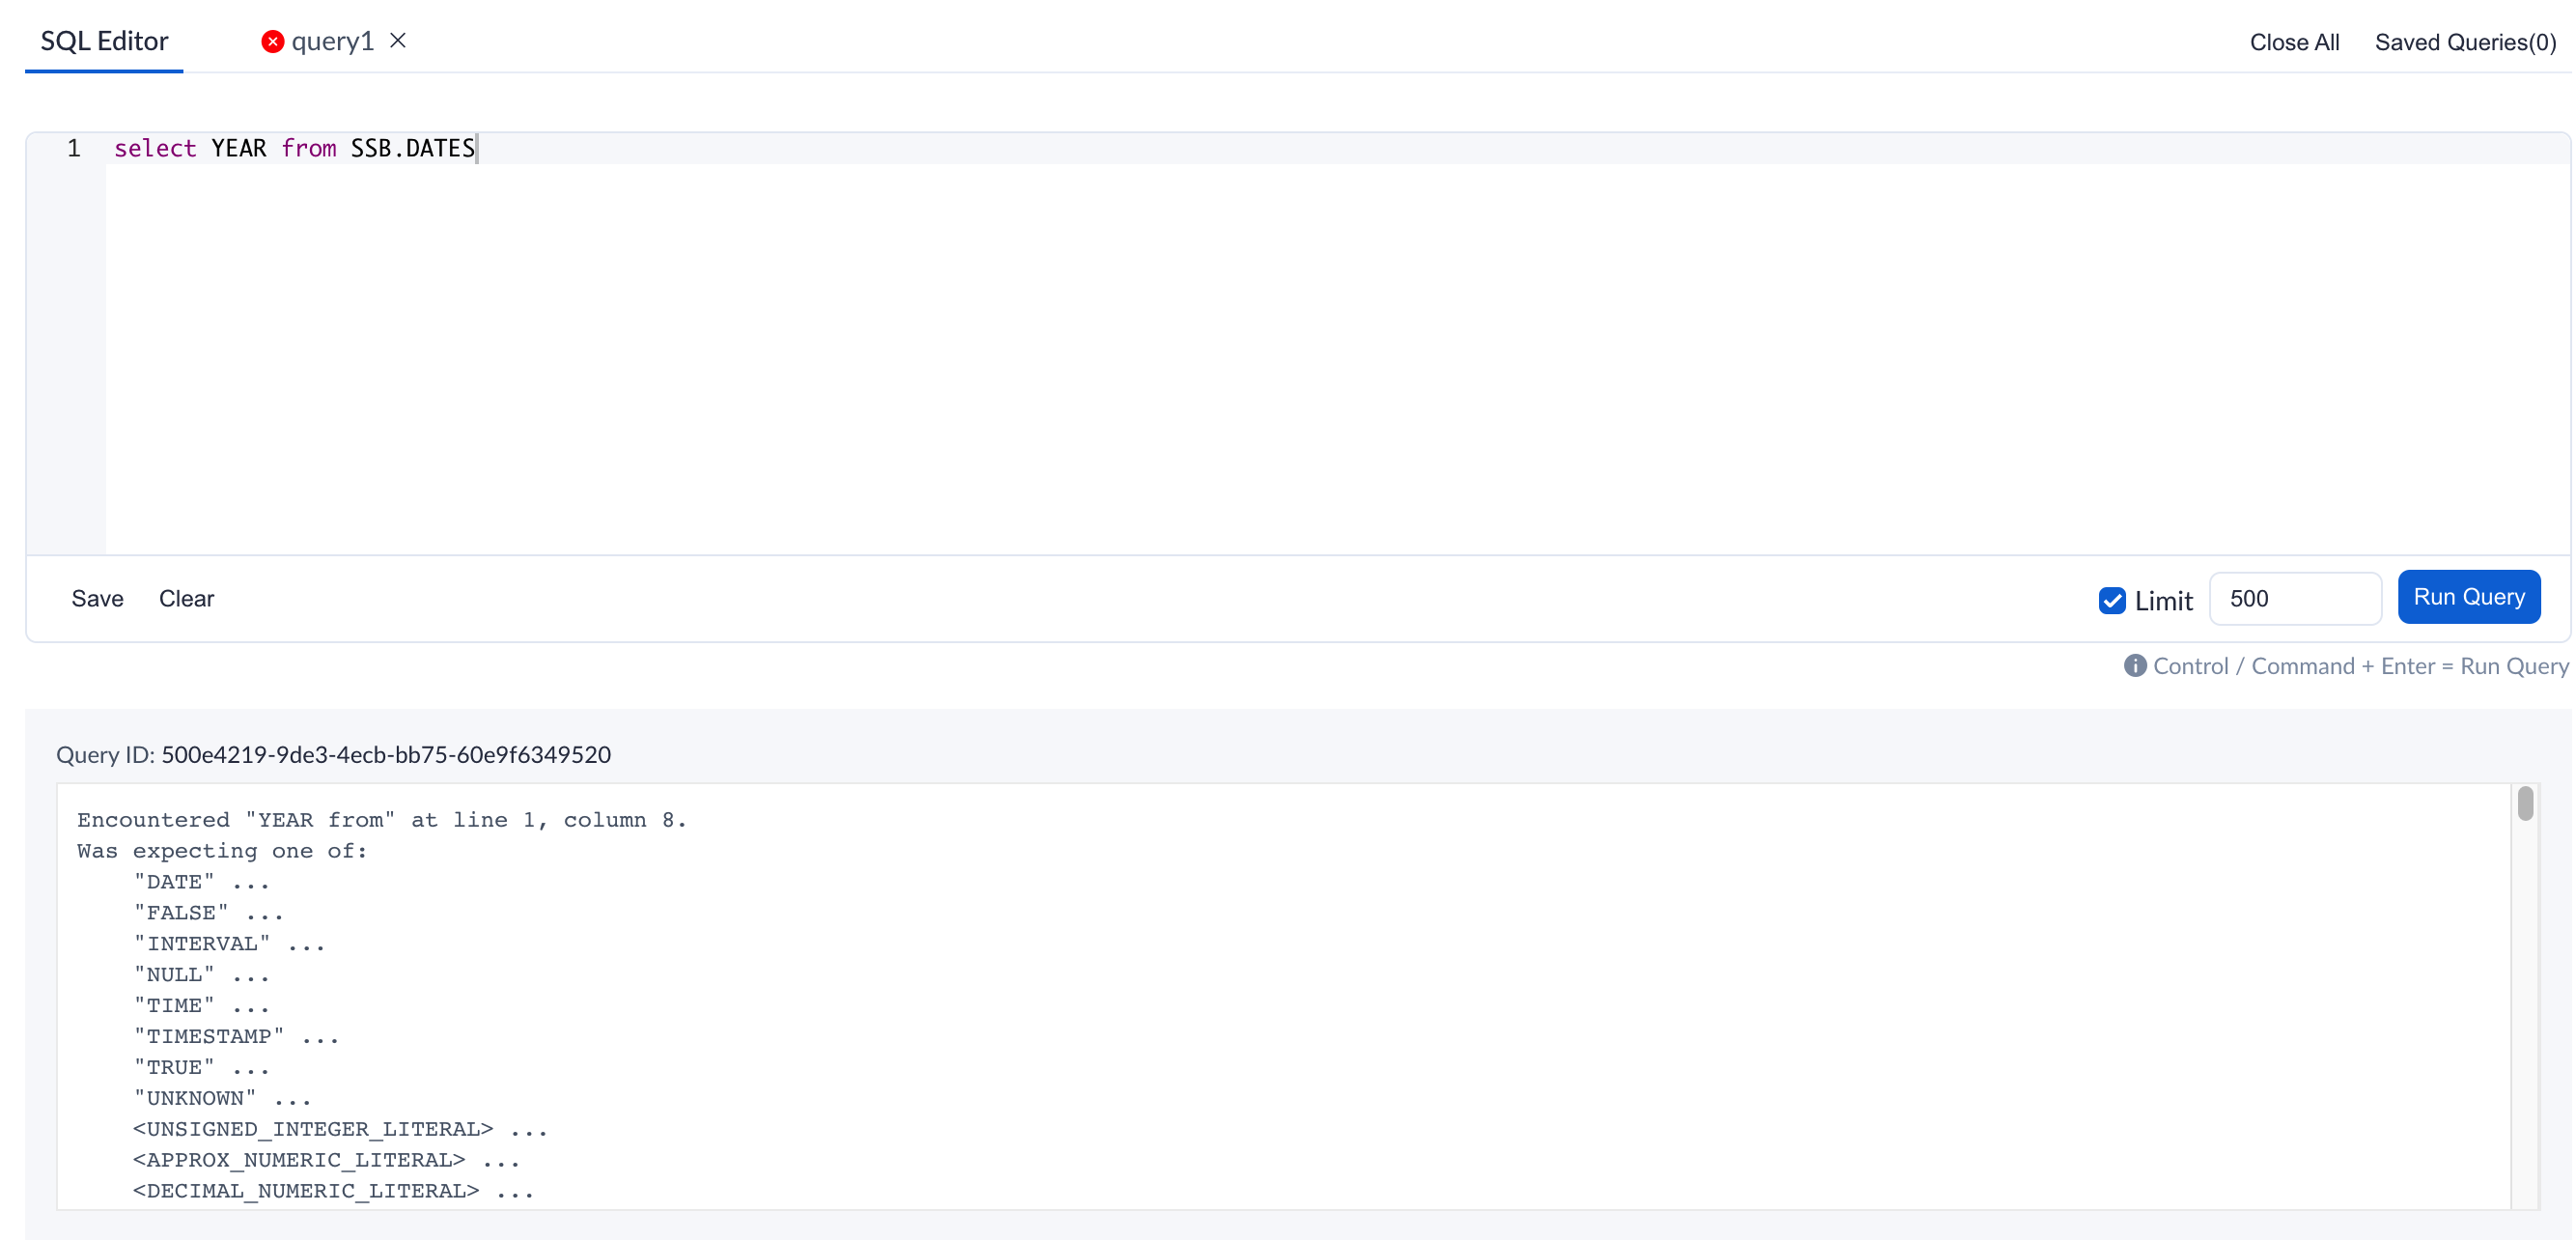 SQL Editor query1 Close All Saved Queries(0)
1 select YEAR from SSB.DATES
Save Clear Limit 500 Run Query
Control / Command + Enter = Run Query
Query ID: 500e4219-9de3-4ecb-bb75-60e9f6349520
Encountered "YEAR from" at line 1, column 8.
Was expecting one of:
"DATE" ...
"FALSE" ...
"INTERVAL" ...
"NULL" ...
"TIME" ...
"TIMESTAMP" ...
"TRUE" ...
"UNKNOWN" ...
<UNSIGNED_INTEGER_LITERAL> ...
<APPROX_NUMERIC_LITERAL> ...
<DECIMAL_NUMERIC_LITERAL> ...